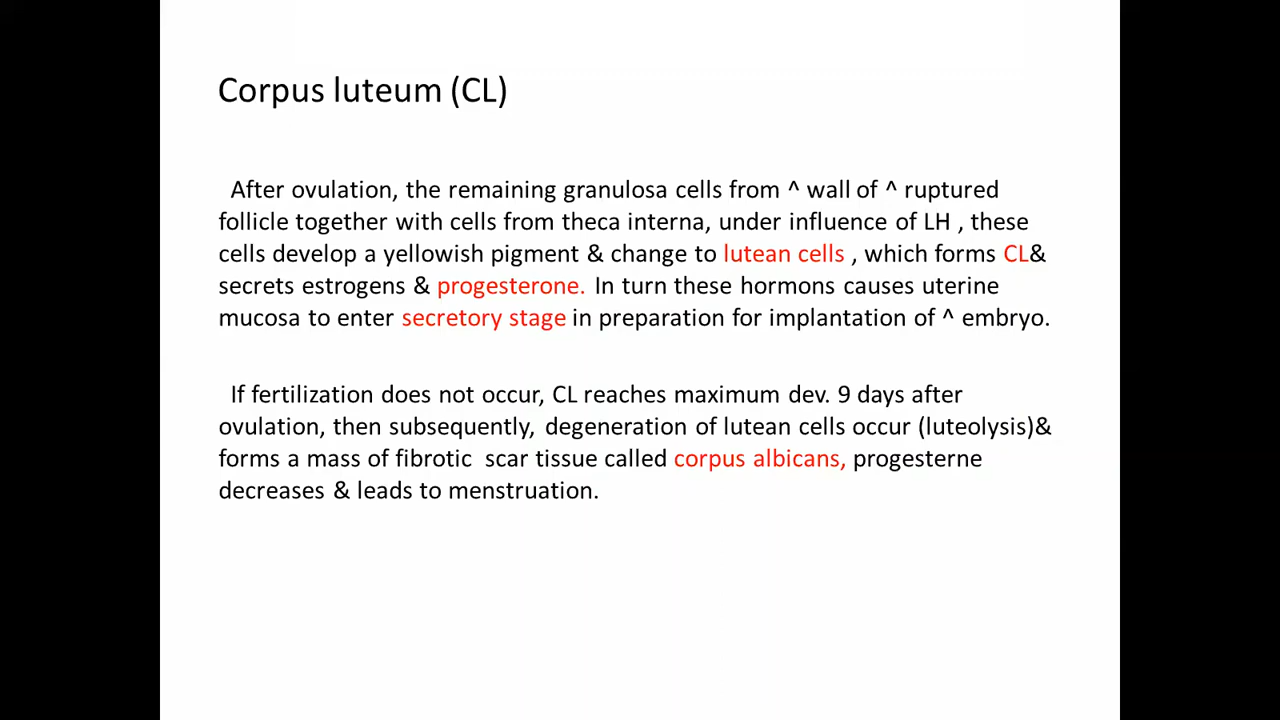 Corpus luteum (CL)
After ovulation, the remaining granulosa cells from ^ wall of ^ ruptured
follicle together with cells from theca interna, under influence of LH , these
cells develop a yellowish pigment & change to lutean cells , which forms CL&
secrets estrogens & progesterone. In turn these hormons causes uterine
mucosa to enter secretory stage in preparation for implantation of ^ embryo.
If fertilization does not occur, CL reaches maximum dev. 9 days after
ovulation, then subsequently, degeneration of lutean cells occur (luteolysis)&
forms a mass of fibrotic  scar tissue called corpus albicans, progesterne
decreases & leads to menstruation.